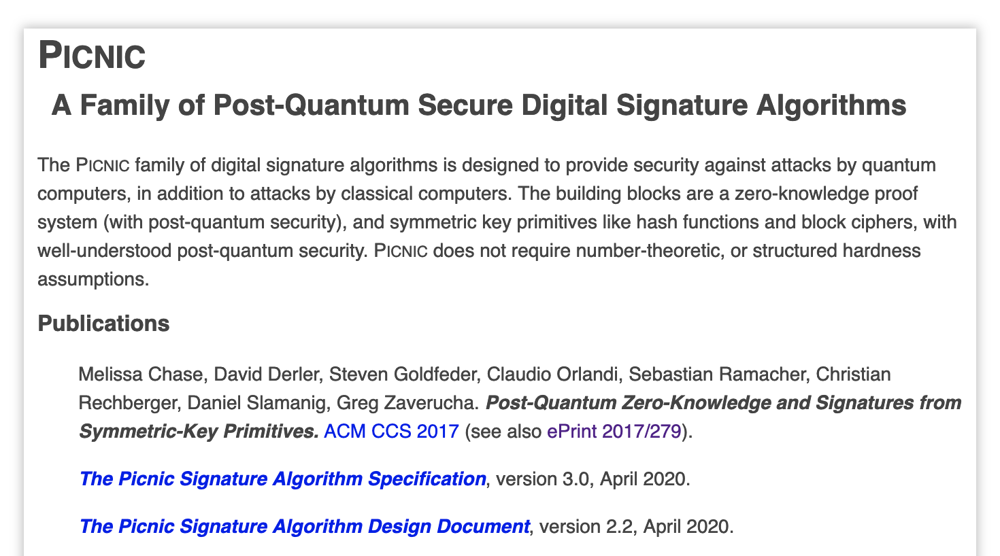 PICNIC
A Family of Post-Quantum Secure Digital Signature Algorithms
The PICNIC family of digital signature algorithms is designed to provide security against attacks by quantum
computers, in addition to attacks by classical computers. The building blocks are a zero-knowledge proof
system (with post-quantum security), and symmetric key primitives like hash functions and block ciphers, with
well-understood post-quantum security. PICNIC does not require number-theoretic, or structured hardness
assumptions.
Publications
Melissa Chase, David Derler, Steven Goldfeder, Claudio Orlandi, Sebastian Ramacher, Christian
Rechberger, Daniel Slamanig, Greg Zaverucha. Post-Quantum Zero-Knowledge and Signatures from
Symmetric-Key Primitives. ACM CCS 2017 (see also ePrint 2017/279).
The Picnic Signature Algorithm Specification, version 3.0, April 2020.
The Picnic Signature Algorithm Design Document, version 2.2, April 2020.